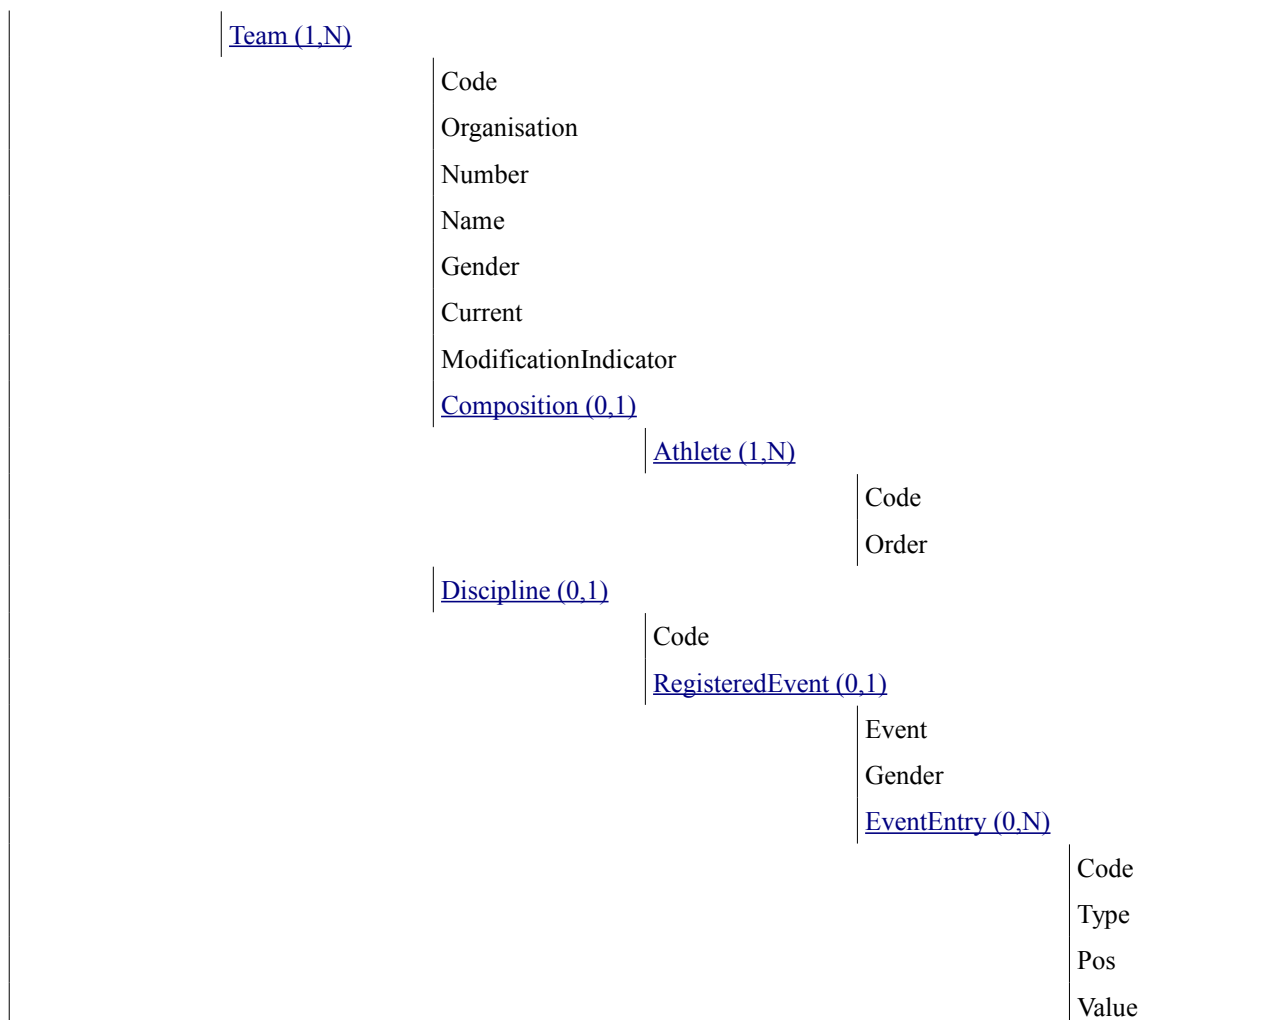 Team (1,N)
Code
Organisation
Number
Name
Gender
Current
ModificationIndicator
Composition (0,1)
Athlete (1,N)
Code
Order
Discipline (0,1)
Code
RegisteredEvent (0,1)
Event
Gender
EventEntry (0,N)
Code
Type
Pos
Value